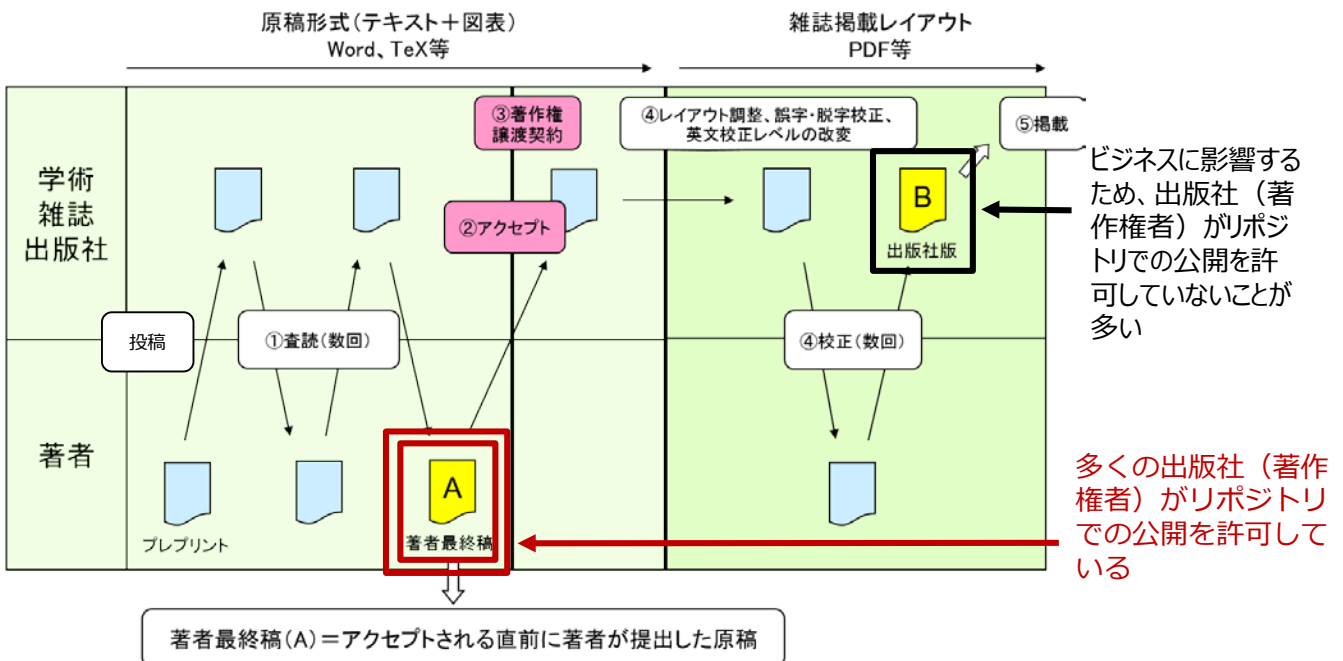 原稿形式(テキスト+図表)
Word、TeX等
雑誌掲載レイアウト
PDF等
③著作権
譲渡契約
④レイアウト調整、誤字・脱字校正、
英文校正レベルの改変
⑤掲載
学術
雑誌
出版社
②アクセプト
B
出版社版
ビジネスに影響する
ため、出版社（著
作権者）がリポジ
トリでの公開を許
可していないことが
多い
投稿
①査読(数回)
④校正(数回)
著者
プレプリント
A
著者最終稿
多くの出版社（著作
権者）がリポジトリ
での公開を許可して
いる
著者最終稿(A)=アクセプトされる直前に著者が提出した原稿